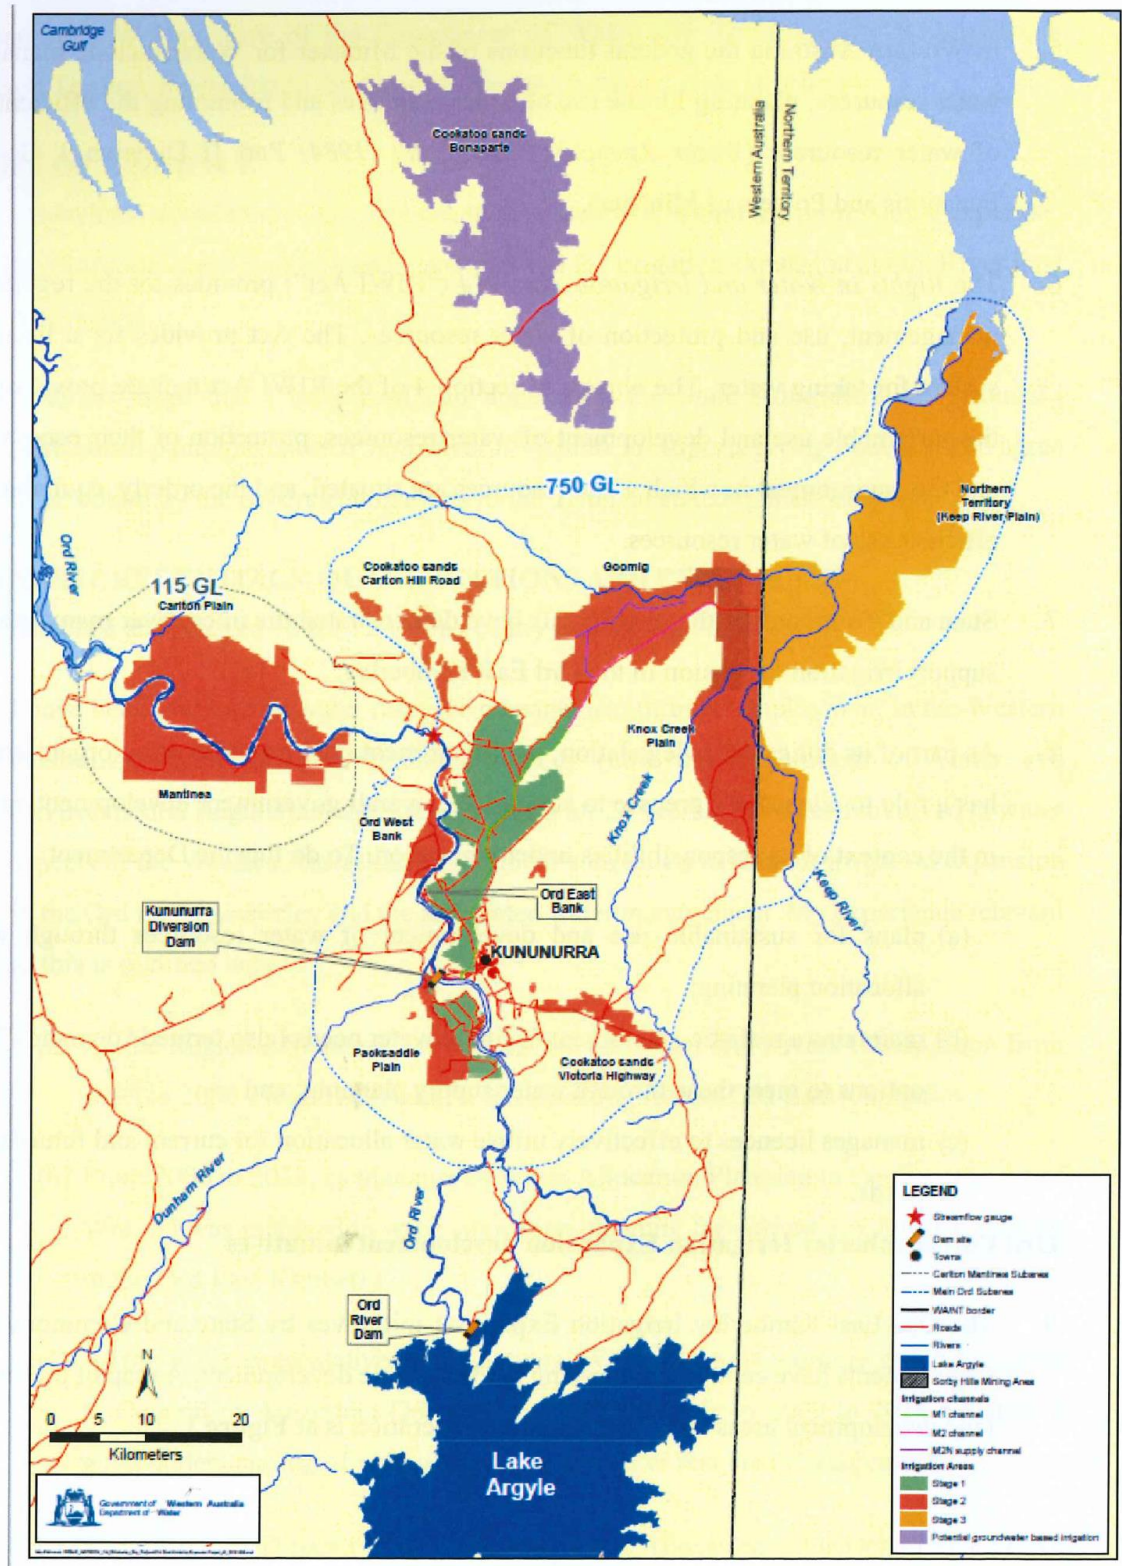 Cambridge
Gulf
Cockatoo sands
Bonaparte
Western Australia
Northern Territory
750 GL
Northern
Territory
(Keep River Plain)
Ord River
115 GL
Carlton Plain
Cockatoo sands
Carlton Hill Road
Goomig
Knox Creek
Plain
Mantinea
Ord West
Bank
Knox Creek
Keep River
Ord East
Bank
Kununurra
Diversion
Dam
KUNUNURRA
Packsaddle
Plain
Cockatoo sands
Victoria Highway
Dunham River
Ord River
Ord
River
Dam
N
0 5 10 20
Kilometers
Lake
Argyle
Government of Western Australia
Department of Water
LEGEND
Streamflow gauge
Dam site
Towns
Carlton Mantinea Subarea
Main Ord Subarea
WA/NT border
Roads
Rivers
Lake Argyle
Sorby Hills Mining Area
Irrigation channels
M1 channel
M2 channel
M2N supply channel
Irrigation Areas
Stage 1
Stage 2
Stage 3
Potential groundwater based irrigation